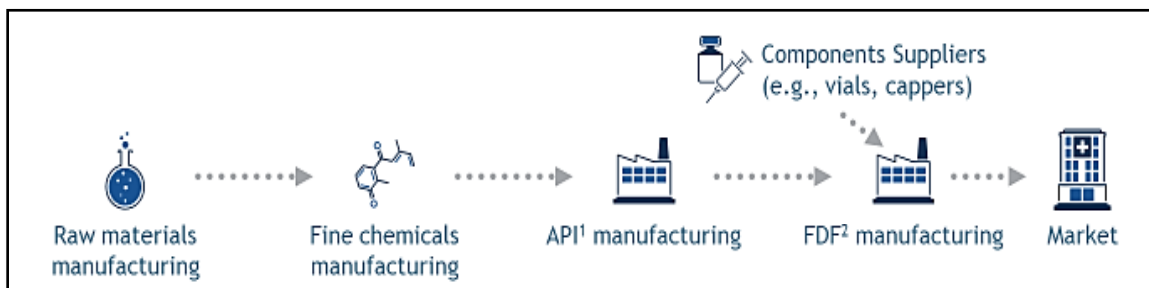 Components Suppliers
(e.g., vials, cappers)
Raw materials
manufacturing
Fine chemicals
manufacturing
API¹ manufacturing
FDF² manufacturing
Market